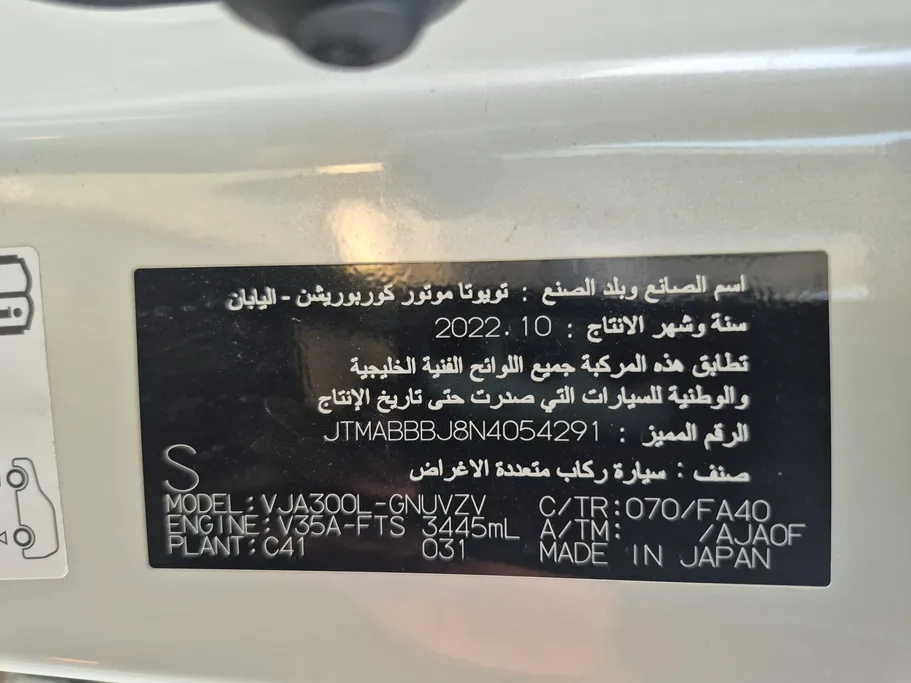 اسم الصانع وبلد الصنع : تويوتا موتور كوربوريشن - اليابان
سنة وشهر الانتاج : 2022.10
تطابق هذه المركبة جميع اللوائح الفنية الخليجية
والوطنية للسيارات التي صدرت حتى تاريخ الإنتاج
الرقم المميز : JTMABBBJ8N4054291
صنف : سيارة ركاب متعددة الاغراض
S
MODEL:VJA300L-GNUVZV C/TR:070/FA40
ENGINE:V35A-FTS 3445mL A/TM: /AJA0F
PLANT:C41 031 MADE IN JAPAN